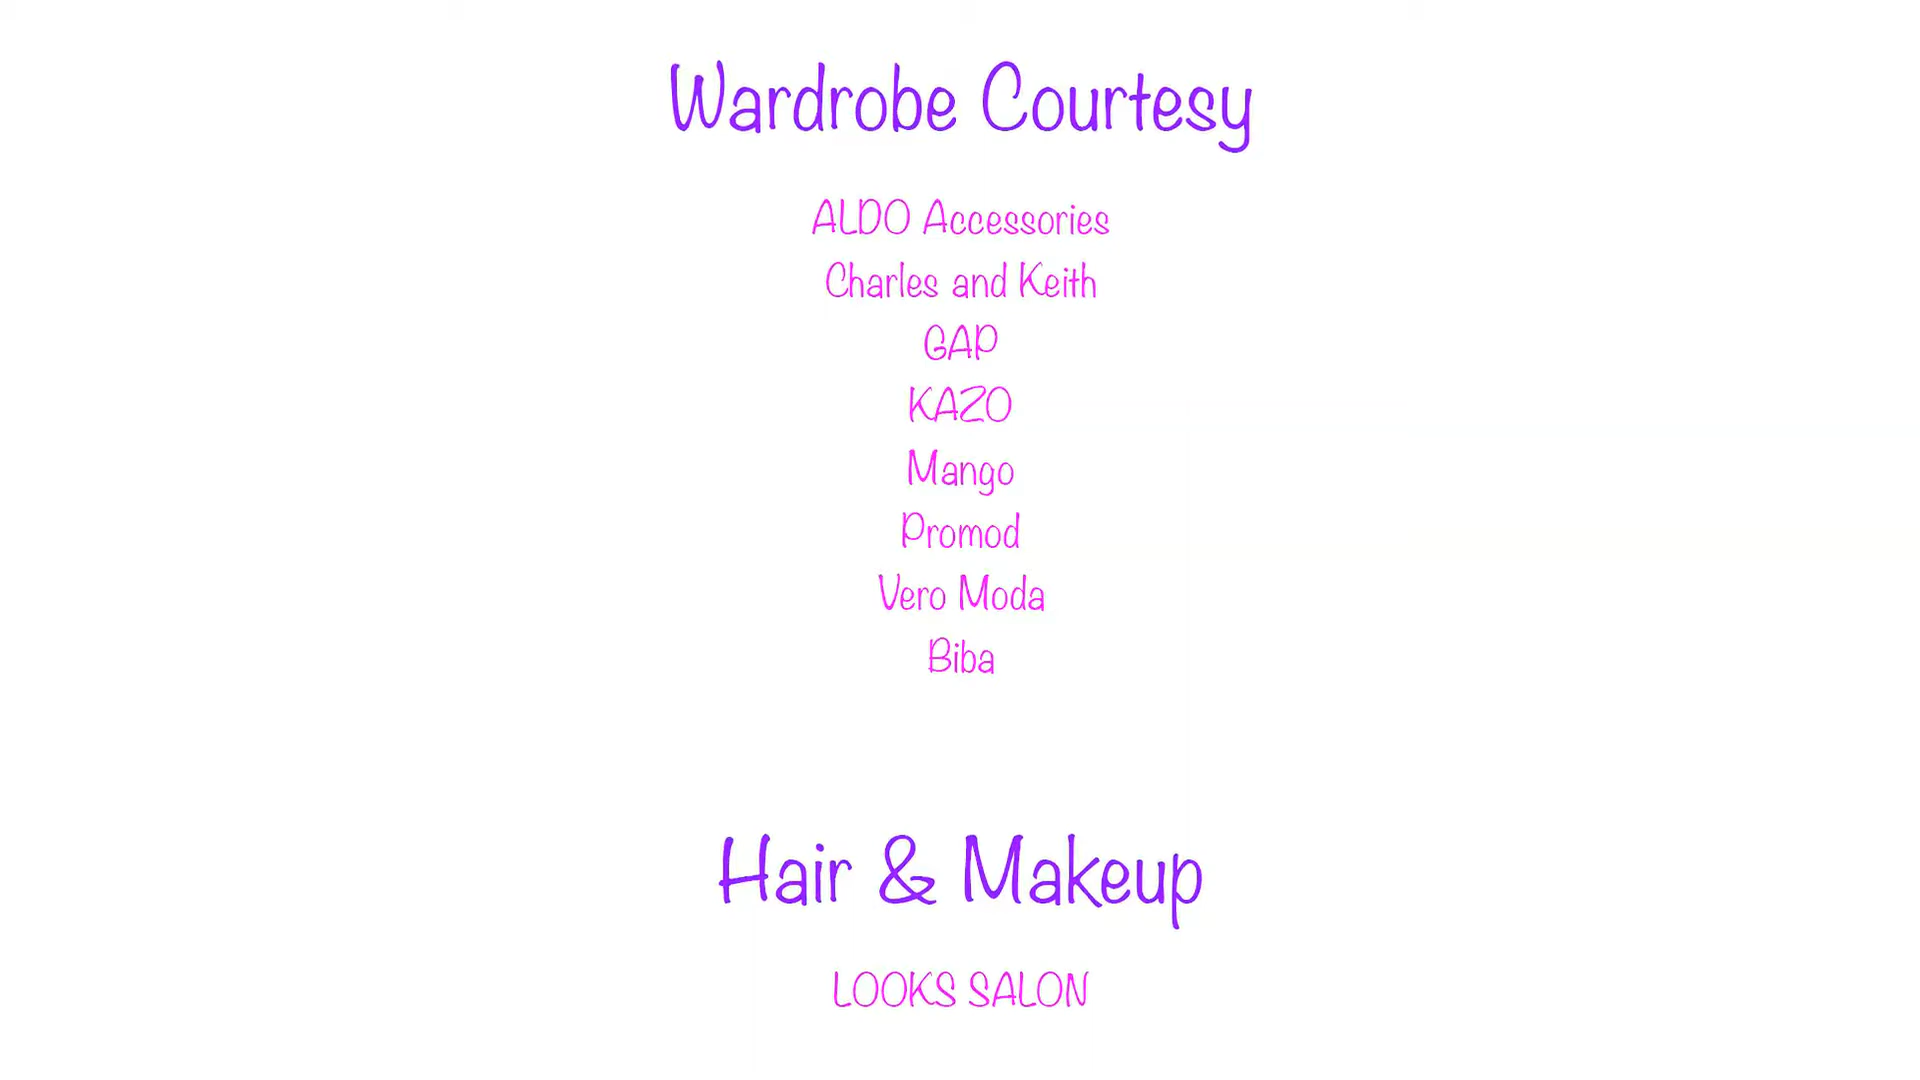 Wardrobe Courtesy
ALDO Accessories
Charles and Keith
GAP
KAZO
Mango
Promod
Vero Moda
Biba
Hair & Makeup
LOOKS SALON